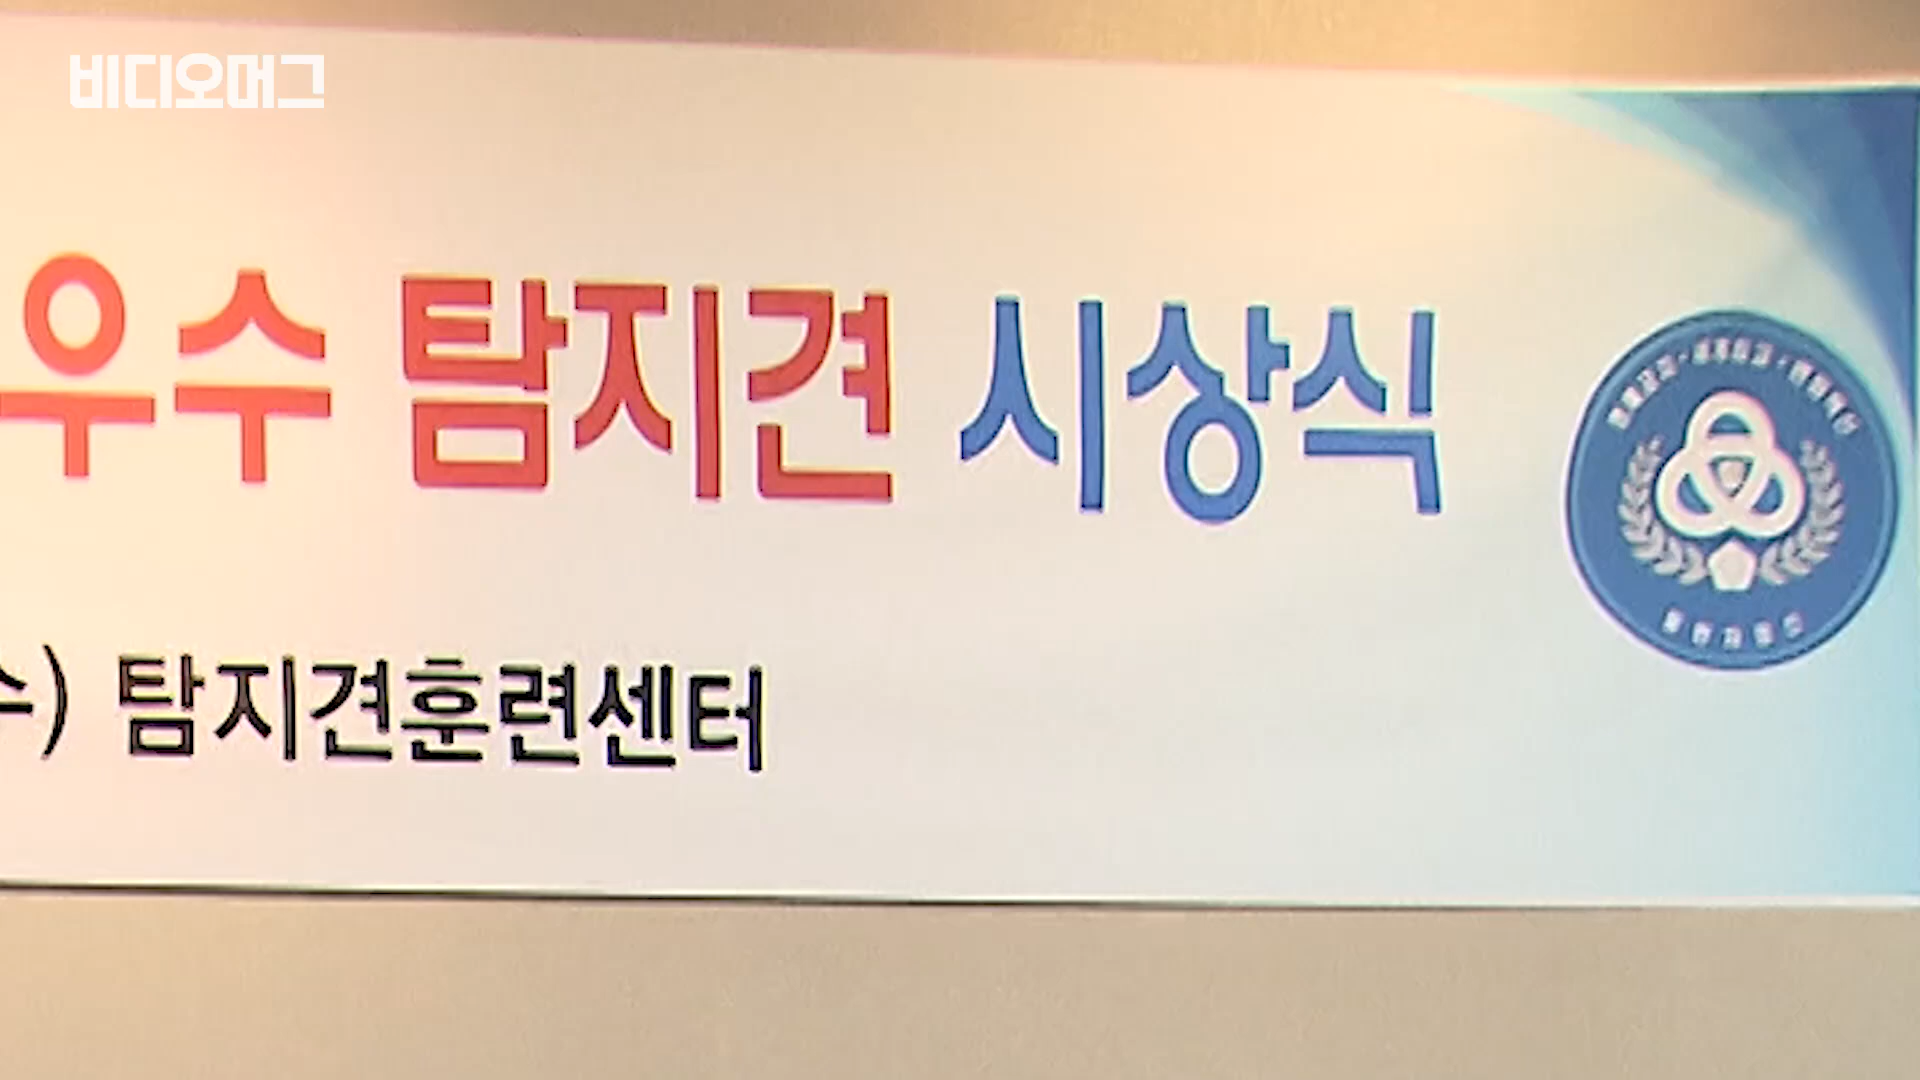 비디오머그
우수 탐지견 시상식
수) 탐지견훈련센터